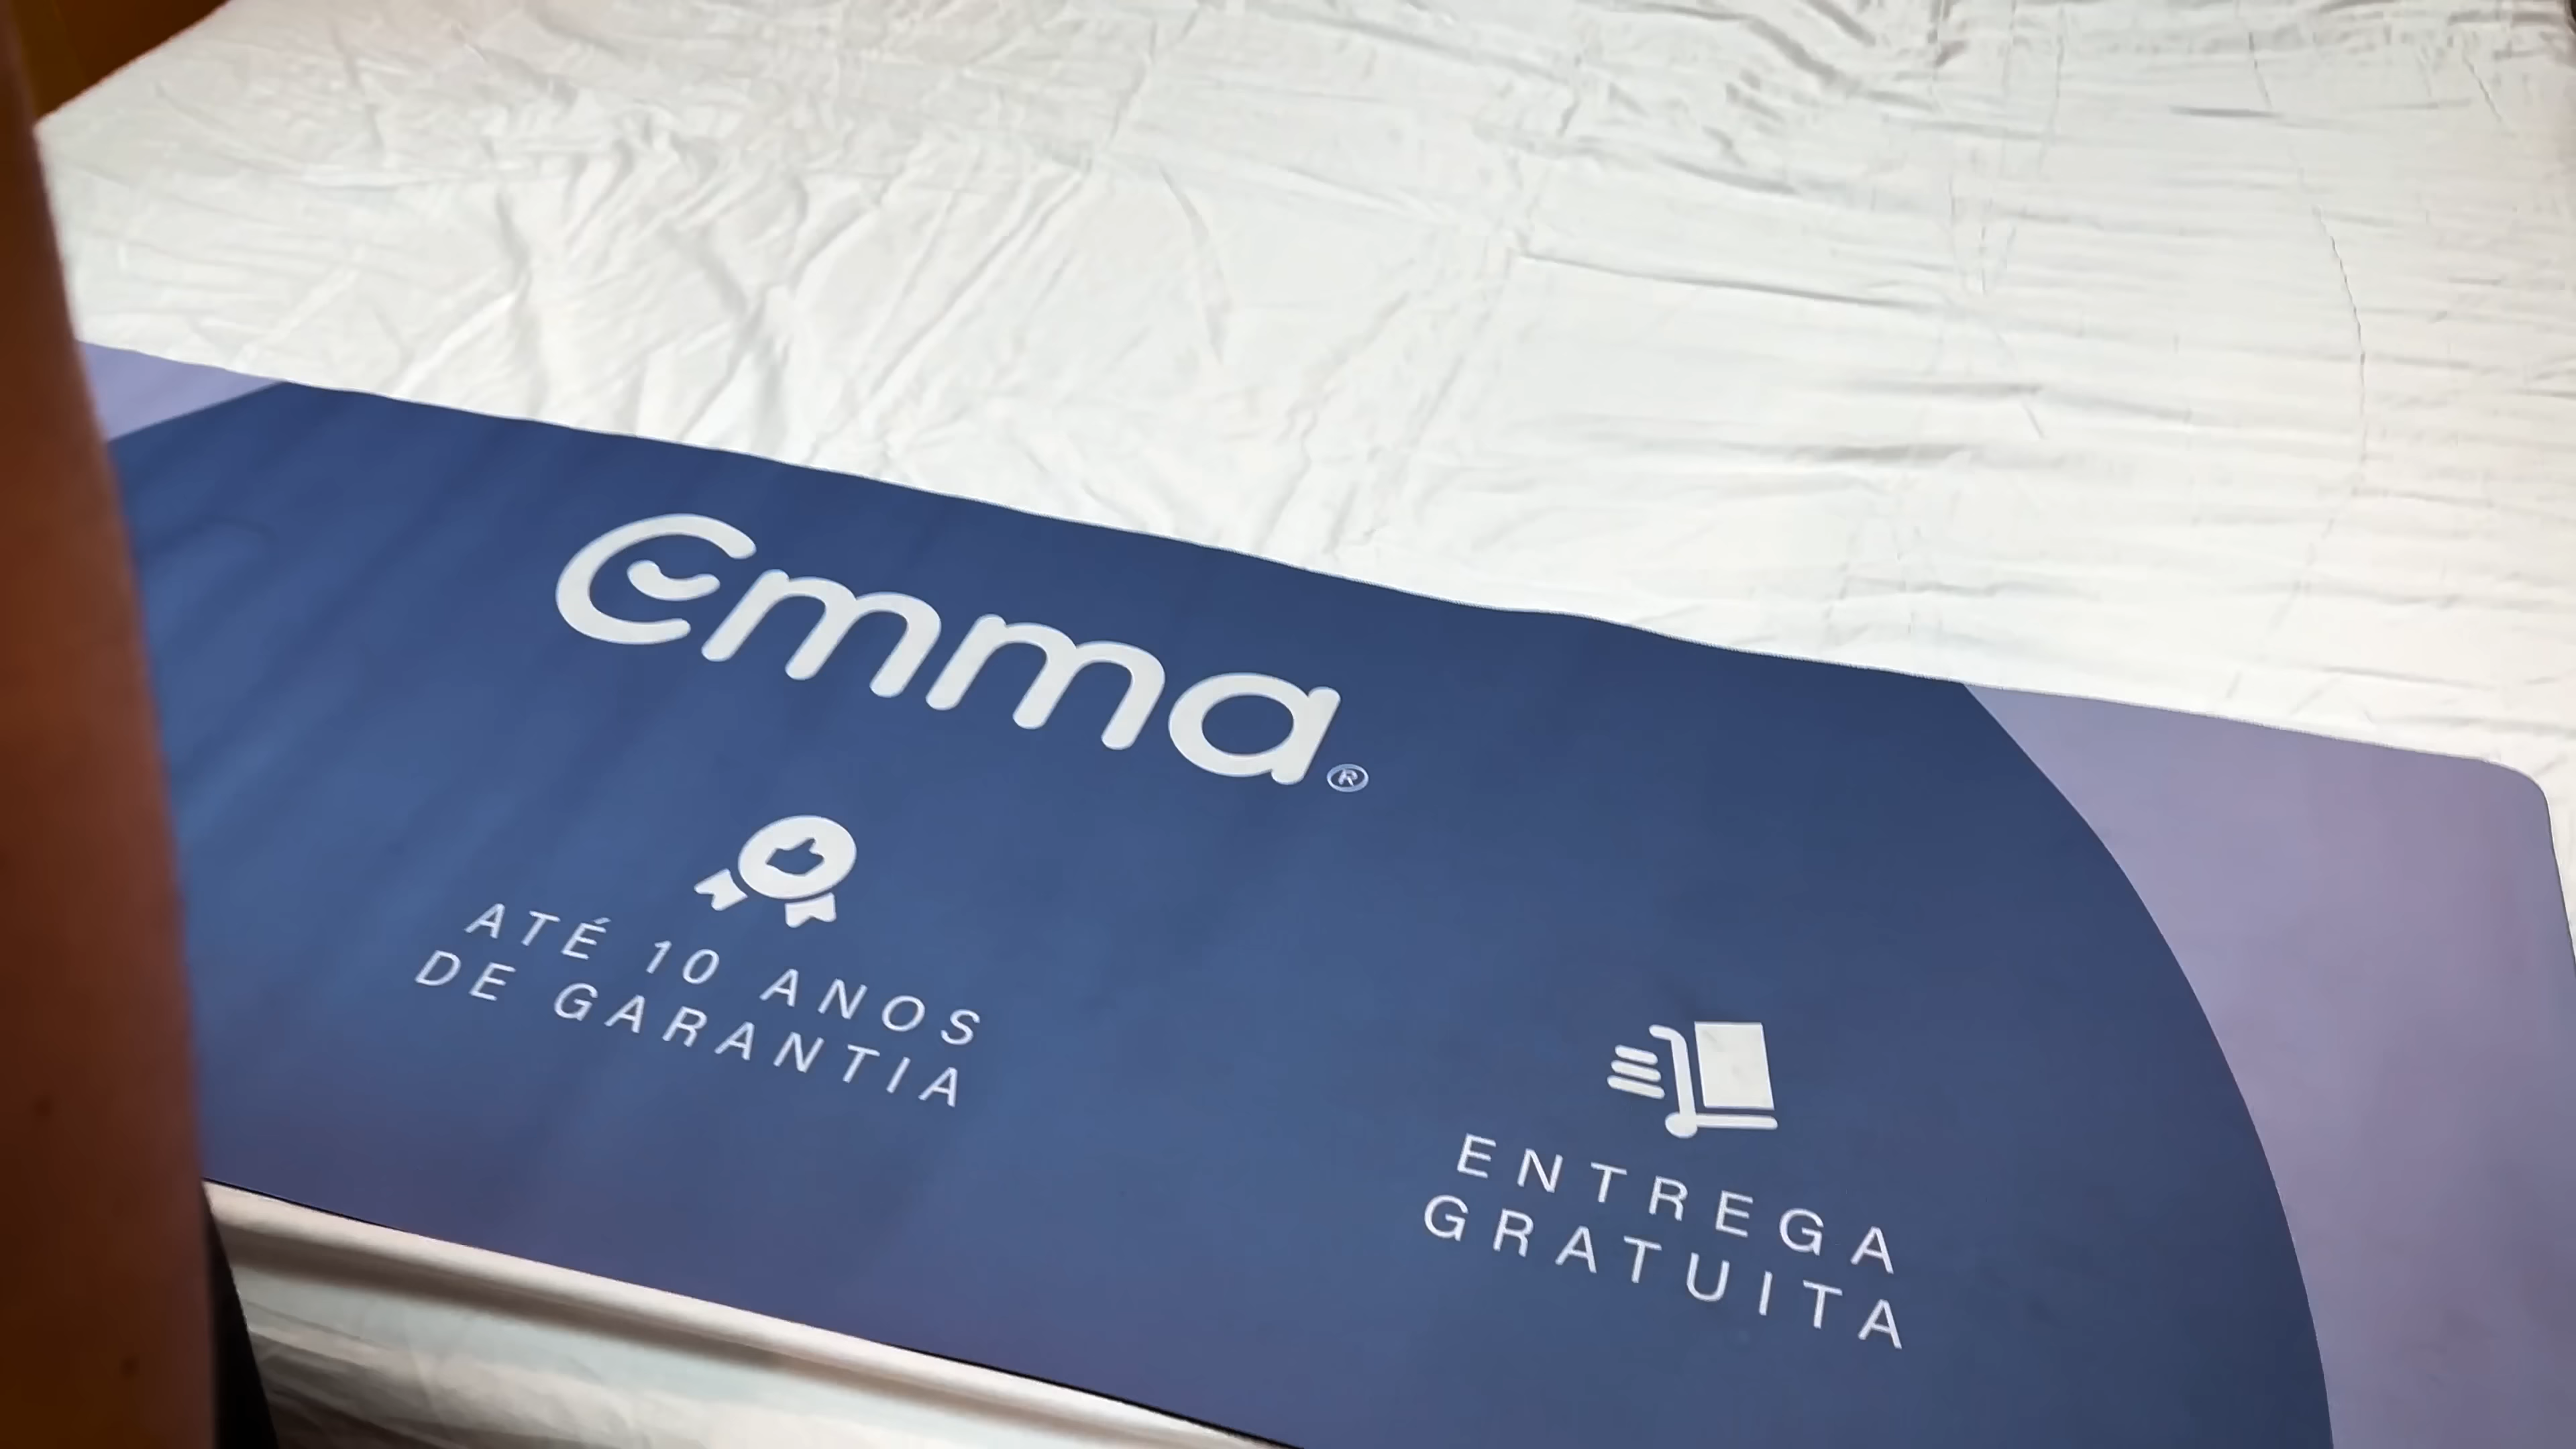 emma®
ATÉ 10 ANOS
DE GARANTIA
ENTREGA
GRATUITA